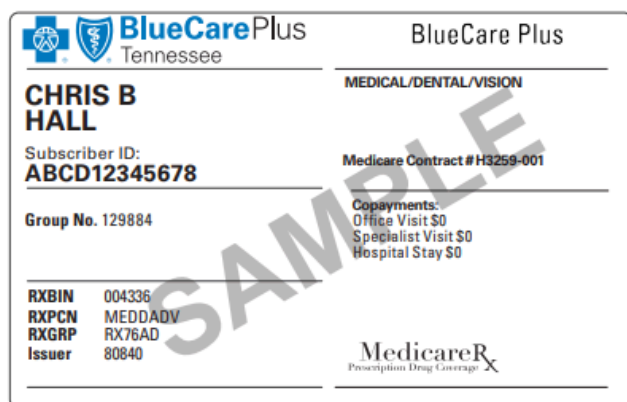 BlueCare Plus
Tennessee
CHRIS B
HALL
Subscriber ID:
ABCD12345678
Group No. 129884
RXBIN 004336
RXPCN MEDDADV
RXGRP RX76AD
Issuer 80840
BlueCare Plus
MEDICAL/DENTAL/VISION
Medicare Contract # H3259-001
Copayments:
Office Visit $0
Specialist Visit $0
Hospital Stay $0
MedicareRx
Prescription Drug Coverage
SAMPLE